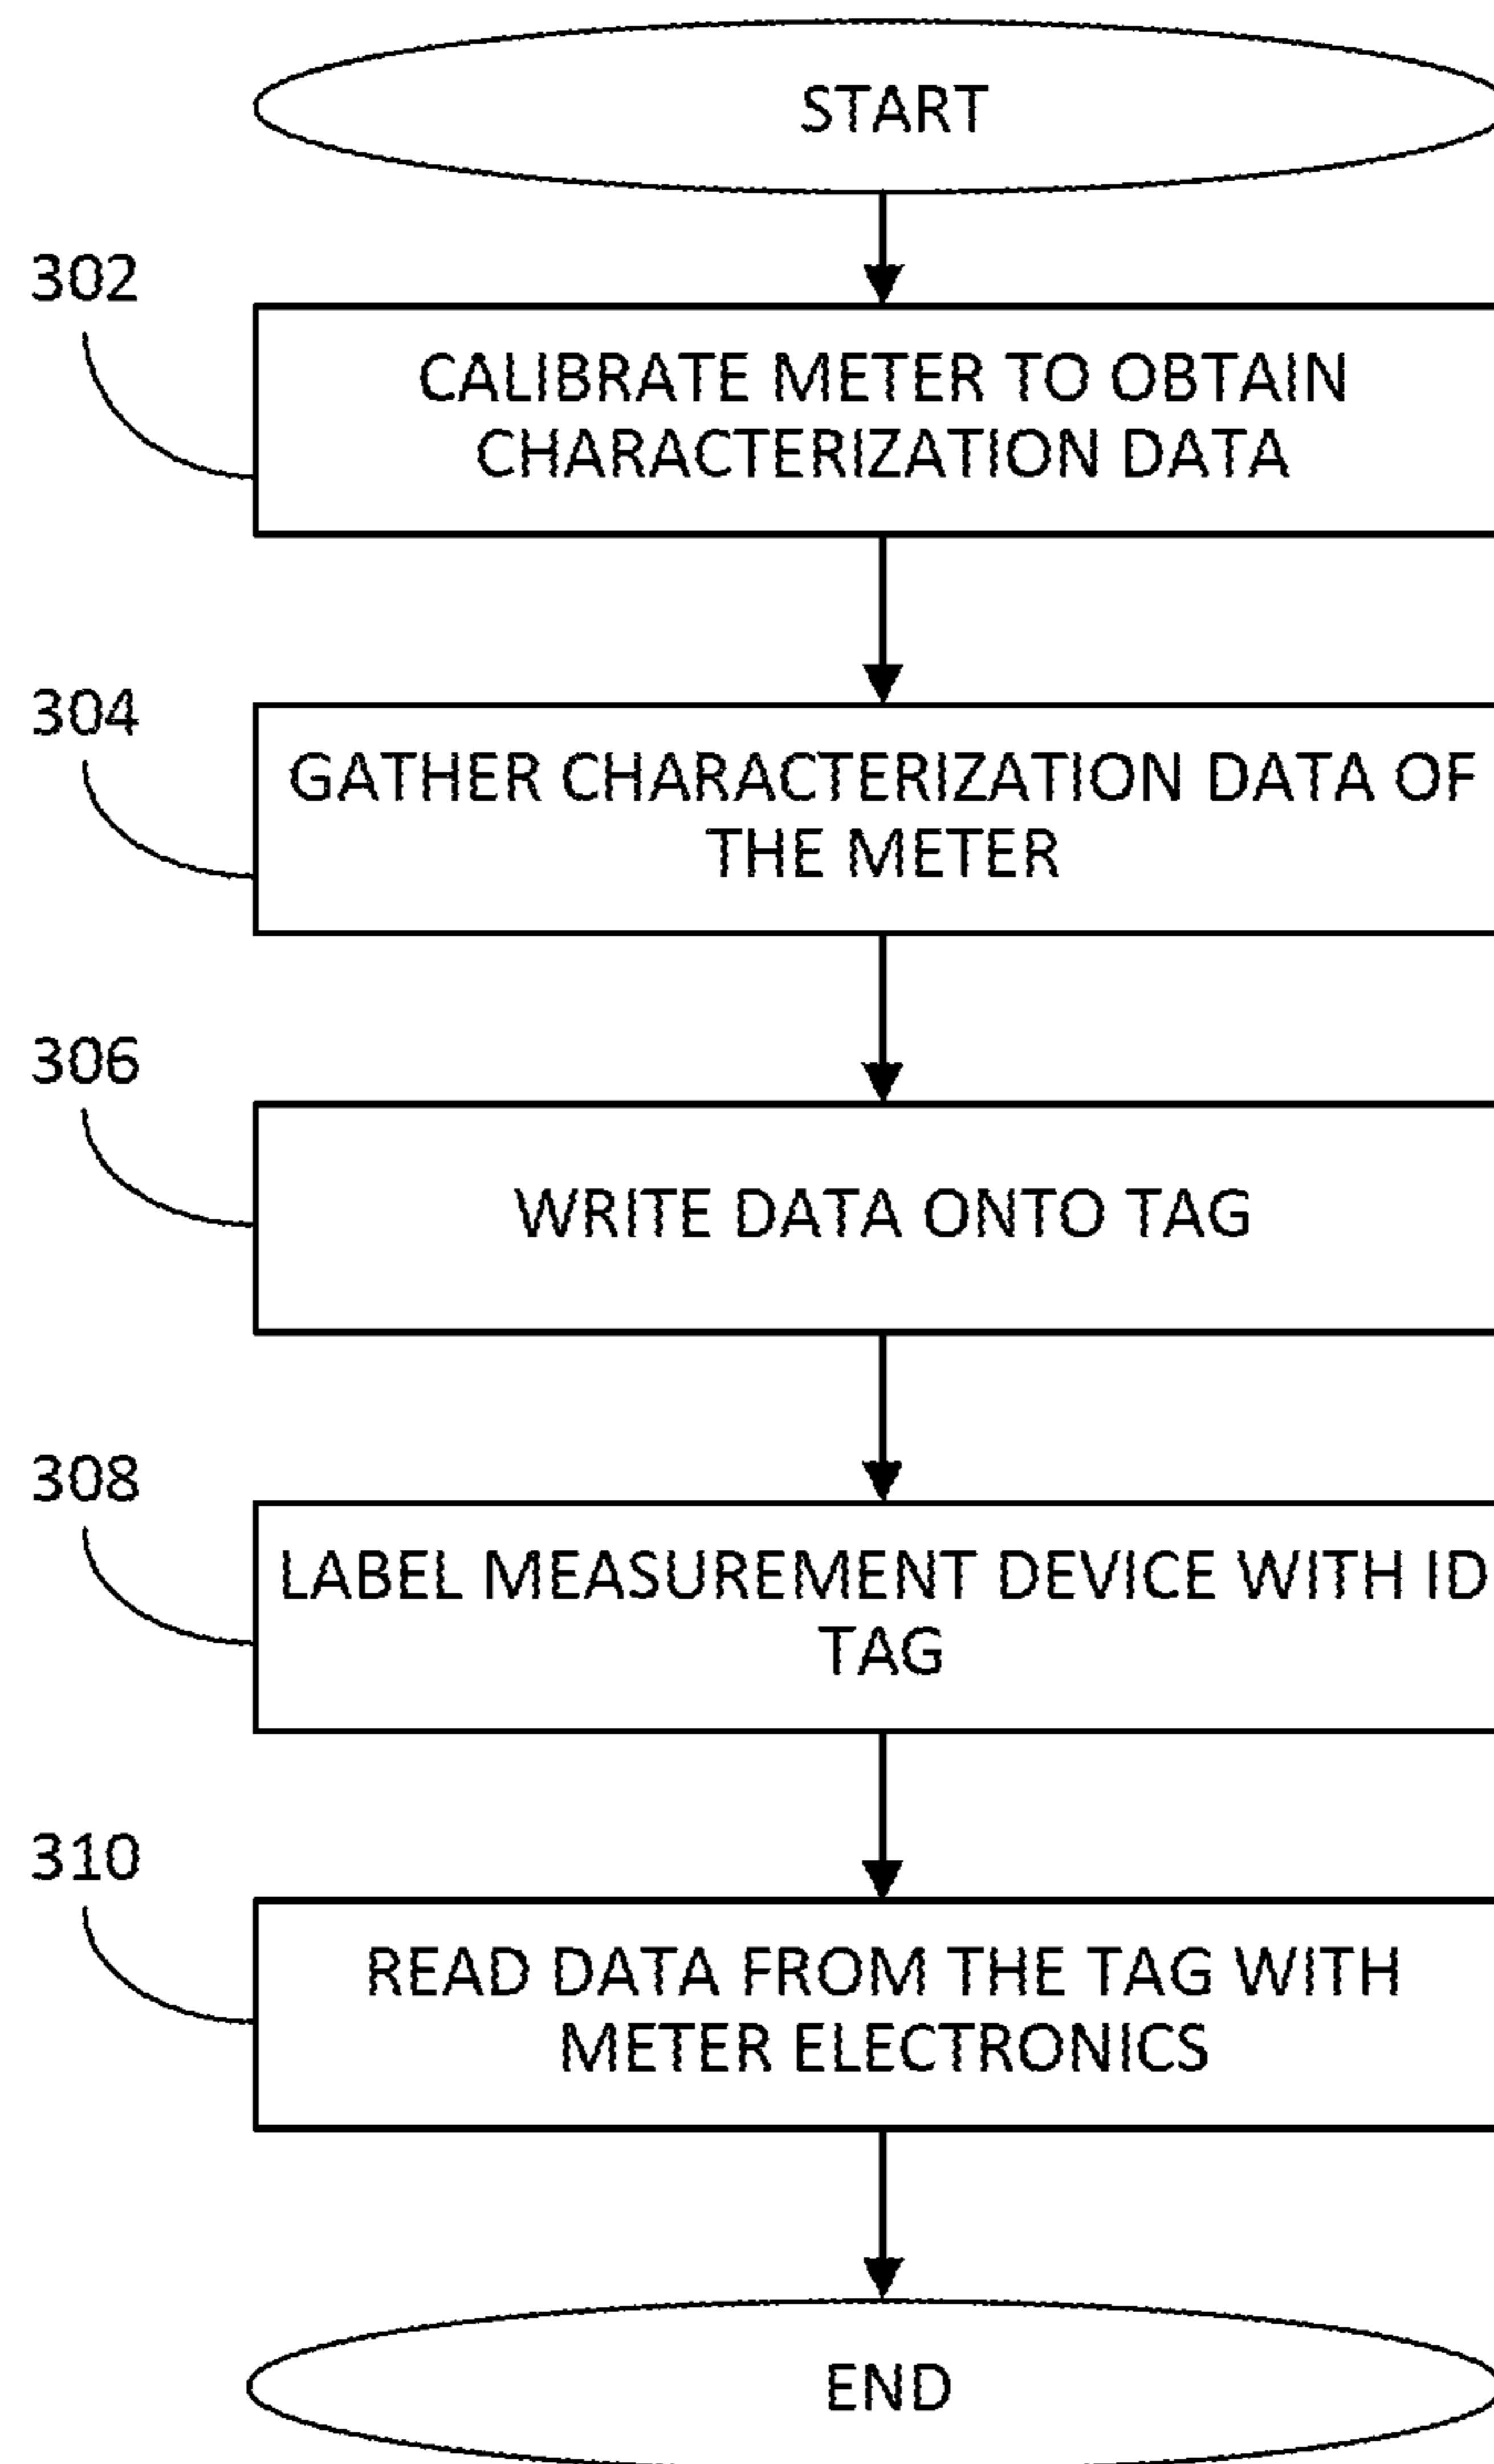 START
302
CALIBRATE METER TO OBTAIN
CHARACTERIZATION DATA
304
GATHER CHARACTERIZATION DATA OF
THE METER
306
WRITE DATA ONTO TAG
308
LABEL MEASUREMENT DEVICE WITH ID
TAG
310
READ DATA FROM THE TAG WITH
METER ELECTRONICS
END